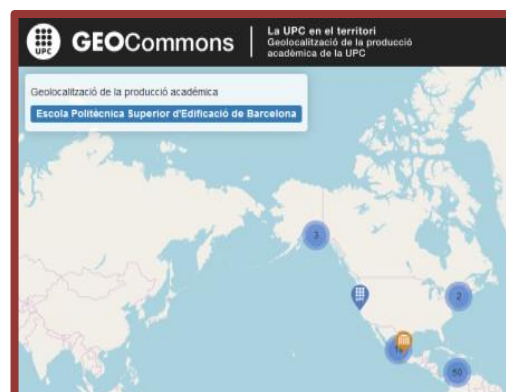 UPC
GEOCommons
La UPC en el territori
Geolocalització de la producció
acadèmica de la UPC
Geolocalització de la producció acadèmica
Escola Politècnica Superior d'Edificació de Barcelona
3
2
50